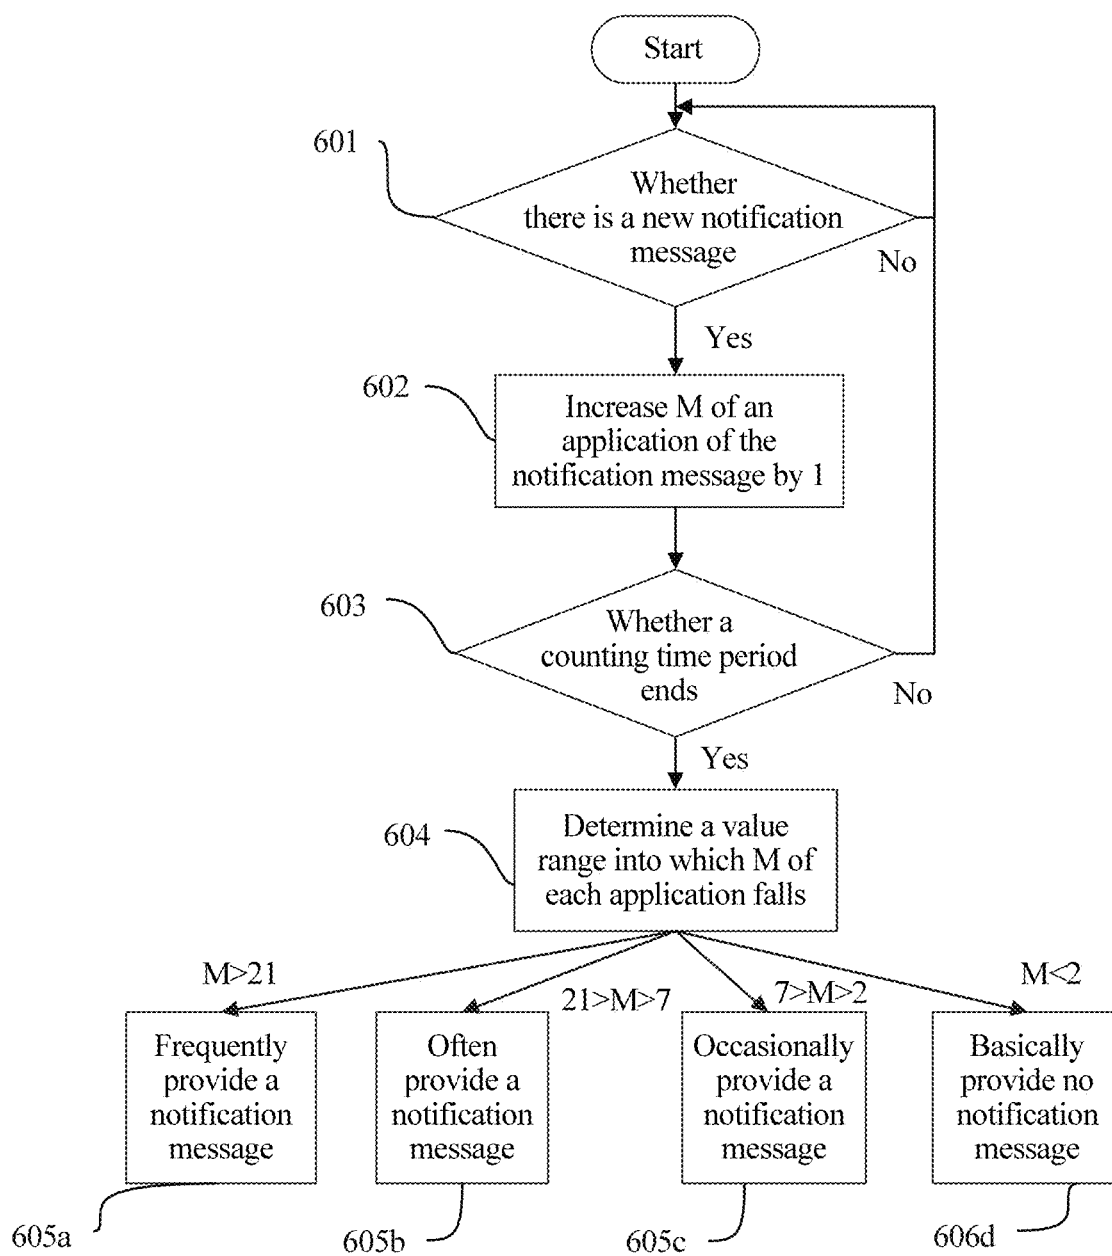 Start
601
Whether
there is a new notification
message
No
Yes
602
Increase M of an
application of the
notification message by 1
603
Whether a
counting time period
ends
No
Yes
604
Determine a value
range into which M of
each application falls
M>21
21>M>7
7>M>2
M<2
Frequently
provide a
notification
message
Often
provide a
notification
message
Occasionally
provide a
notification
message
Basically
provide no
notification
message
605a
605b
605c
606d